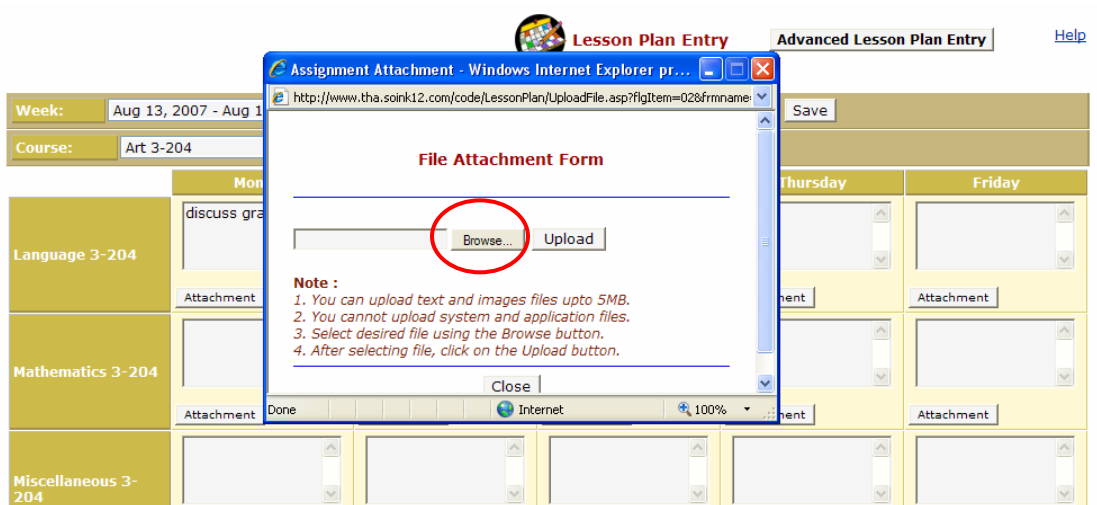 Lesson Plan Entry
Advanced Lesson Plan Entry
Help
Assignment Attachment - Windows Internet Explorer pr...
http://www.tha.soink12.com/code/LessonPlan/UploadFile.asp?flgItem=02&frmname
Week:
Aug 13, 2007 - Aug 1
Save
Course:
Art 3-204
File Attachment Form
Mon
Thursday
Friday
Language 3-204
discuss gra
Browse...
Upload
Note :
1. You can upload text and images files upto 5MB.
2. You cannot upload system and application files.
3. Select desired file using the Browse button.
4. After selecting file, click on the Upload button.
Attachment
ment
Attachment
Mathematics 3-204
Close
Done
Internet
100%
Attachment
ment
Attachment
Miscellaneous 3-
204